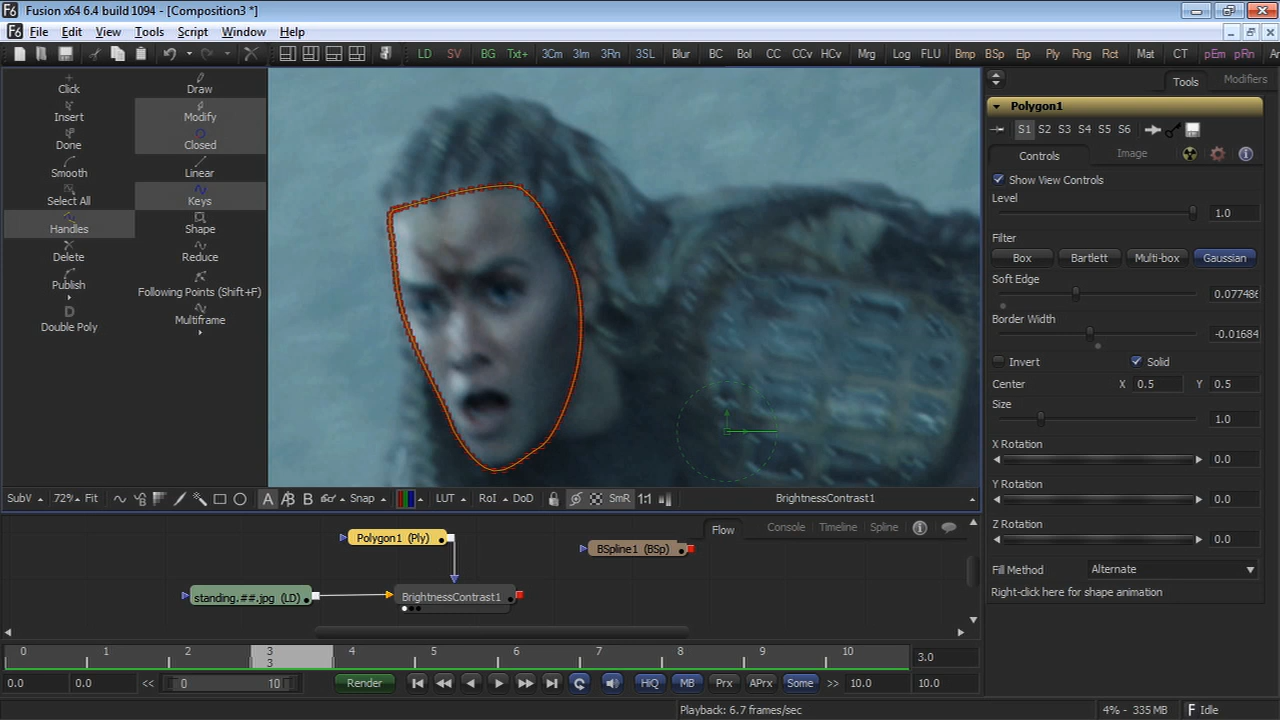 Fusion x64 6.4 build 1094 - [Composition3 *]
File Edit View Tools Script Window Help
LD SV BG Txt+ 3Cm 3Im 3Rn 3SL Blur BC Bol CC CCv HCv Mrg Log FLU Bmp BSp Elp Ply Rng Rct Mat CT pEm pRn
Click Draw
Insert Modify
Done Closed
Smooth Linear
Select All Keys
Handles Shape
Delete Reduce
Publish Following Points (Shift+F)
Double Poly Multiframe
Tools Modifiers
Polygon1
S1 S2 S3 S4 S5 S6
Controls Image
Show View Controls
Level 1.0
Filter
Box Bartlett Multi-box Gaussian
Soft Edge
0.077486
Border Width
-0.01684
Invert Solid
Center X 0.5 Y 0.5
Size
1.0
X Rotation
0.0
Y Rotation
0.0
Z Rotation
0.0
Fill Method Alternate
Right-click here for shape animation
SubV 72% Fit A B Snap LUT RoI DoD SmR 1:1 BrightnessContrast1
Flow Console Timeline Spline
Polygon1 (Ply)
BSpline1 (BSp)
standing.##.jpg (LD)
BrightnessContrast1
0 1 2 3 4 5 6 7 8 9 10
3
3.0
0.0 0.0 << 0 10 Render HiQ MB Prx APrx Some >> 10.0 10.0
Playback: 6.7 frames/sec 4% - 335 MB Idle